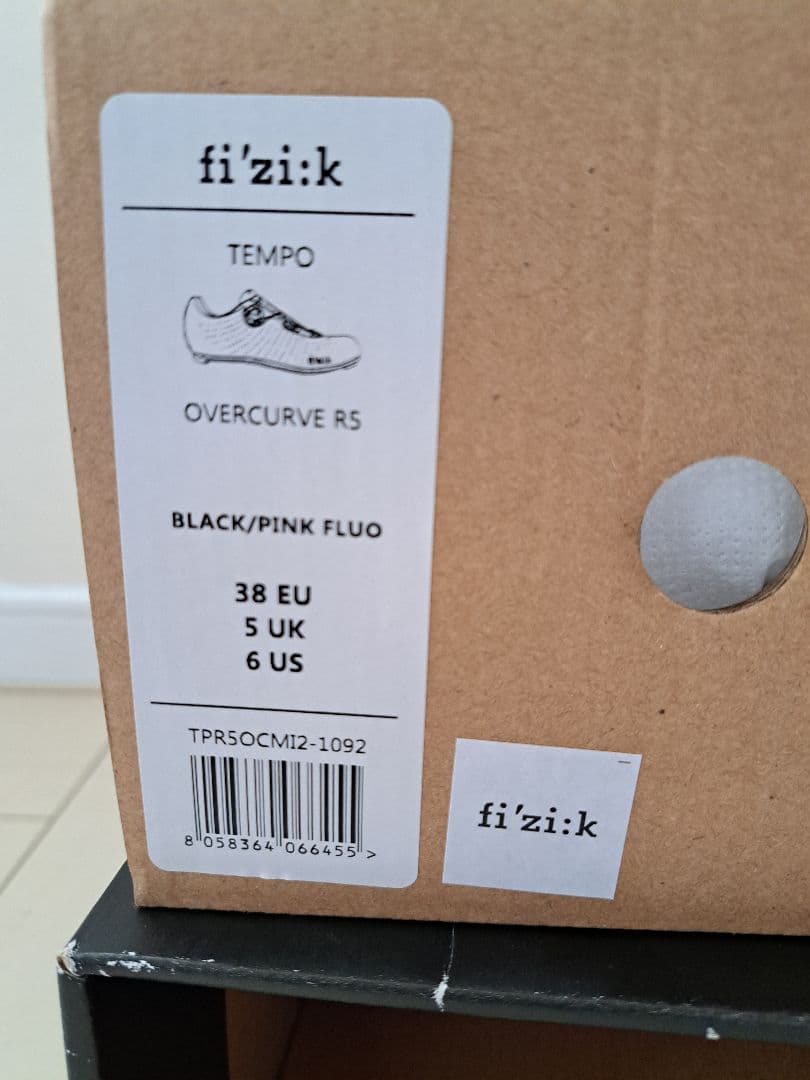 fi'zi:k
TEMPO
OVERCURVE R5
BLACK/PINK FLUO
38 EU
5 UK
6 US
TPR5OCMI2-1092
8 058364 066455 >
fi'zi:k